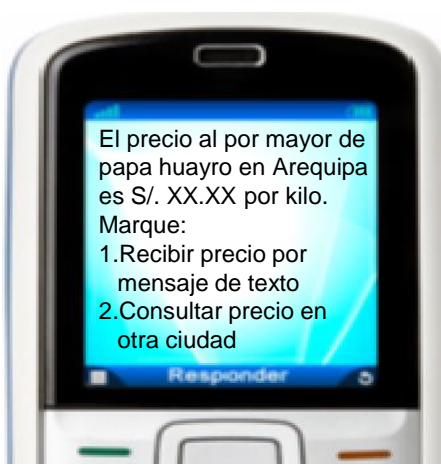 El precio al por mayor de
papa huayro en Arequipa
es S/. XX.XX por kilo.
Marque:
1.Recibir precio por
mensaje de texto
2.Consultar precio en
otra ciudad
Responder